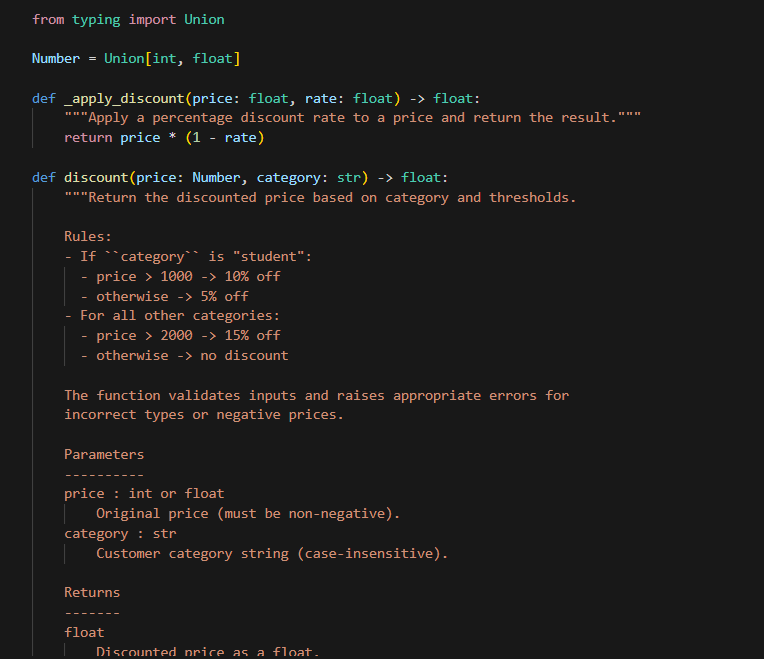 from typing import Union
Number = Union[int, float]
def _apply_discount(price: float, rate: float) -> float:
"""Apply a percentage discount rate to a price and return the result."""
return price * (1 - rate)
def discount(price: Number, category: str) -> float:
"""Return the discounted price based on category and thresholds.
Rules:
- If ``category`` is "student":
- price > 1000 -> 10% off
- otherwise -> 5% off
- For all other categories:
- price > 2000 -> 15% off
- otherwise -> no discount
The function validates inputs and raises appropriate errors for
incorrect types or negative prices.
Parameters
----------
price : int or float
Original price (must be non-negative).
category : str
Customer category string (case-insensitive).
Returns
-------
float
Discounted price as a float.